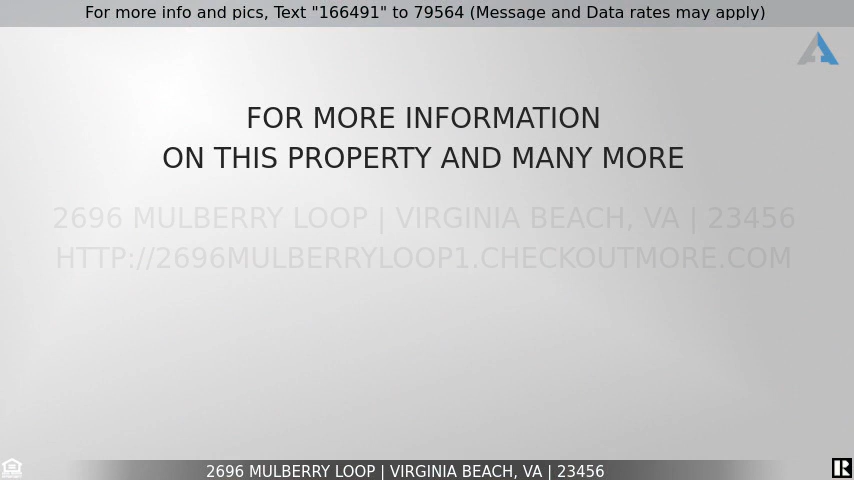 For more info and pics, Text "166491" to 79564 (Message and Data rates may apply)
FOR MORE INFORMATION
ON THIS PROPERTY AND MANY MORE
2696 MULBERRY LOOP | VIRGINIA BEACH, VA | 23456
HTTP://2696MULBERRYLOOP1.CHECKOUTMORE.COM
2696 MULBERRY LOOP | VIRGINIA BEACH, VA | 23456